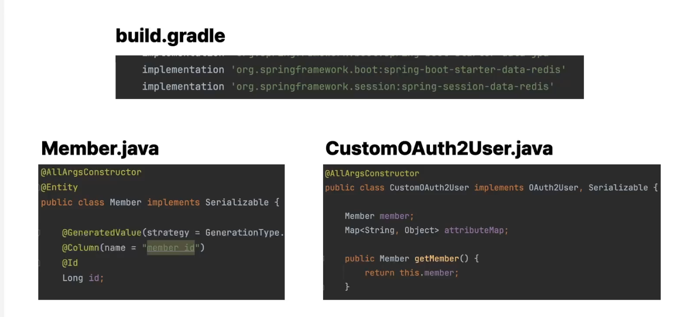 build.gradle
implementation 'org.springframework.boot:spring-boot-starter-data-redis'
implementation 'org.springframework.session:spring-session-data-redis'
Member.java
@AllArgsConstructor
@Entity
public class Member implements Serializable {
@GeneratedValue(strategy = GenerationType.
@Column(name = "member_id")
@Id
Long id;
CustomOAuth2User.java
@AllArgsConstructor
public class CustomOAuth2User implements OAuth2User, Serializable {
Member member;
Map<String, Object> attributeMap;
public Member getMember() {
return this.member;
}